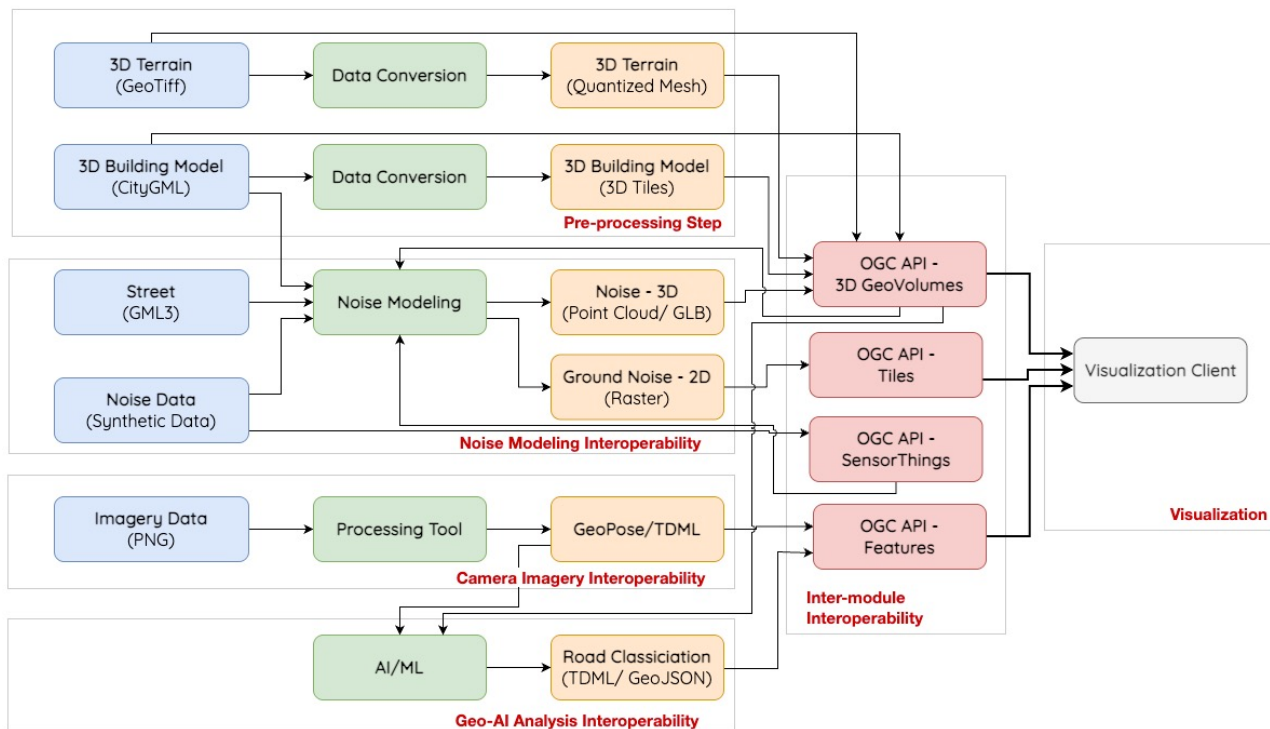 3D Terrain
(GeoTiff)
Data Conversion
3D Terrain
(Quantized Mesh)
3D Building Model
(CityGML)
Data Conversion
3D Building Model
(3D Tiles)
Pre-processing Step
Street
(GML3)
Noise Modeling
Noise - 3D
(Point Cloud/ GLB)
Ground Noise - 2D
(Raster)
Noise Data
(Synthetic Data)
Noise Modeling Interoperability
Imagery Data
(PNG)
Processing Tool
GeoPose/TDML
Camera Imagery Interoperability
AI/ML
Road Classiciation
(TDML/ GeoJSON)
Geo-AI Analysis Interoperability
OGC API -
3D GeoVolumes
OGC API -
Tiles
OGC API -
SensorThings
OGC API -
Features
Inter-module
Interoperability
Visualization Client
Visualization